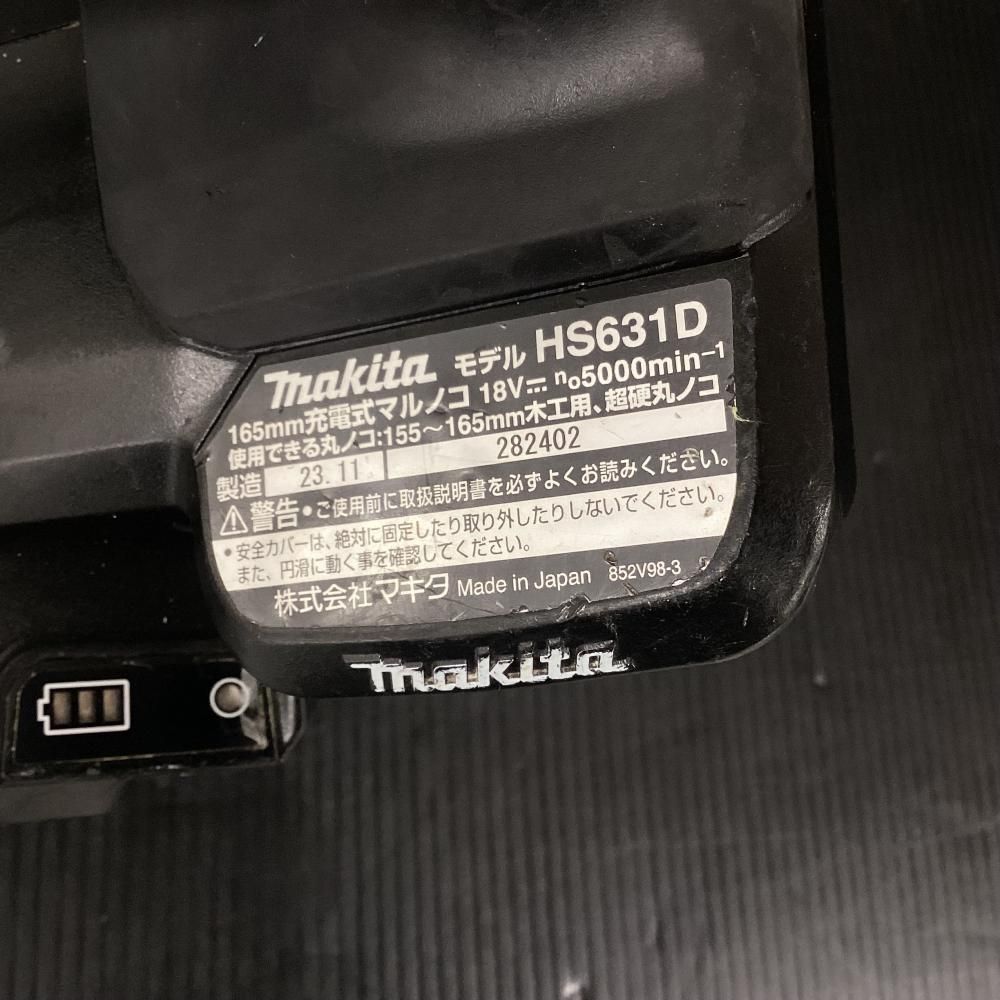 makita モデル HS631D
165mm充電式マルノコ 18V⎓ n₀5000min⁻¹
使用できる丸ノコ:155～165mm木工用、超硬丸ノコ
製造 23.11 282402
⚠警告・ご使用前に取扱説明書を必ずよくお読みください。
・安全カバーは、絶対に固定したり取り外したりしないでください。
また、円滑に動く事を確認してください。
株式会社マキタ Made in Japan 852V98-3 5
makita